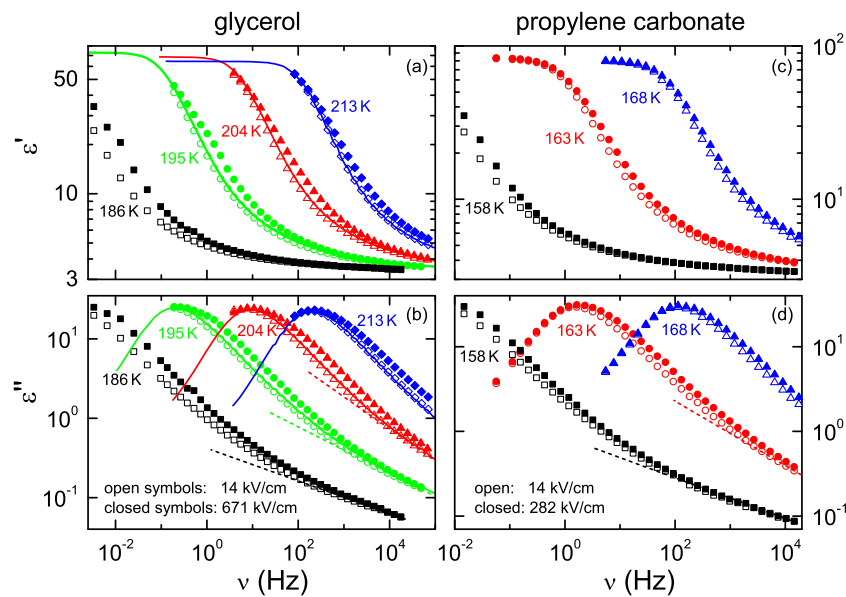 glycerol
propylene carbonate
(a)
50
10
3
ε'
186 K
195 K
204 K
213 K
(c)
10²
10¹
158 K
163 K
168 K
(b)
10¹
10⁰
10⁻¹
ε''
186 K
195 K
204 K
213 K
open symbols: 14 kV/cm
closed symbols: 671 kV/cm
(d)
10¹
10⁰
10⁻¹
158 K
163 K
168 K
open: 14 kV/cm
closed: 282 kV/cm
10⁻² 10⁰ 10² 10⁴
10⁻² 10⁰ 10² 10⁴
ν (Hz)
ν (Hz)